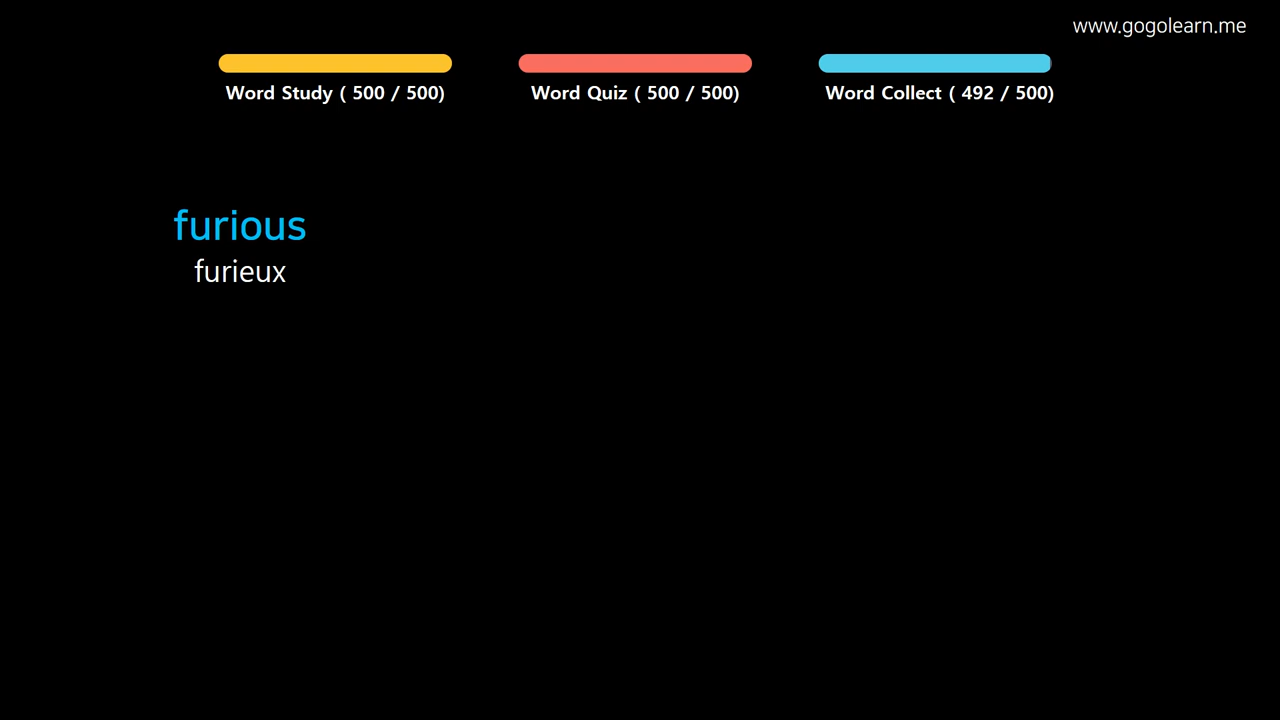 www.gogolearn.me
Word Study ( 500 / 500)
Word Quiz ( 500 / 500)
Word Collect ( 492 / 500)
furious
furieux